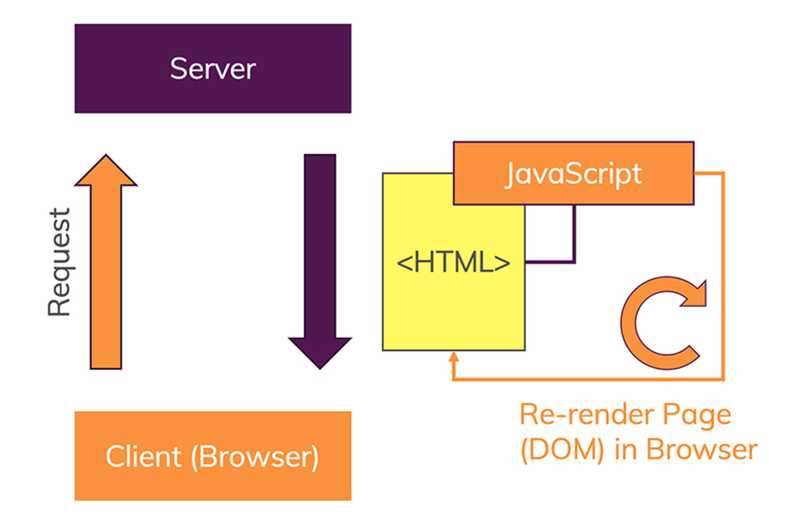 Server
Request
JavaScript
<HTML>
Client (Browser)
Re-render Page
(DOM) in Browser